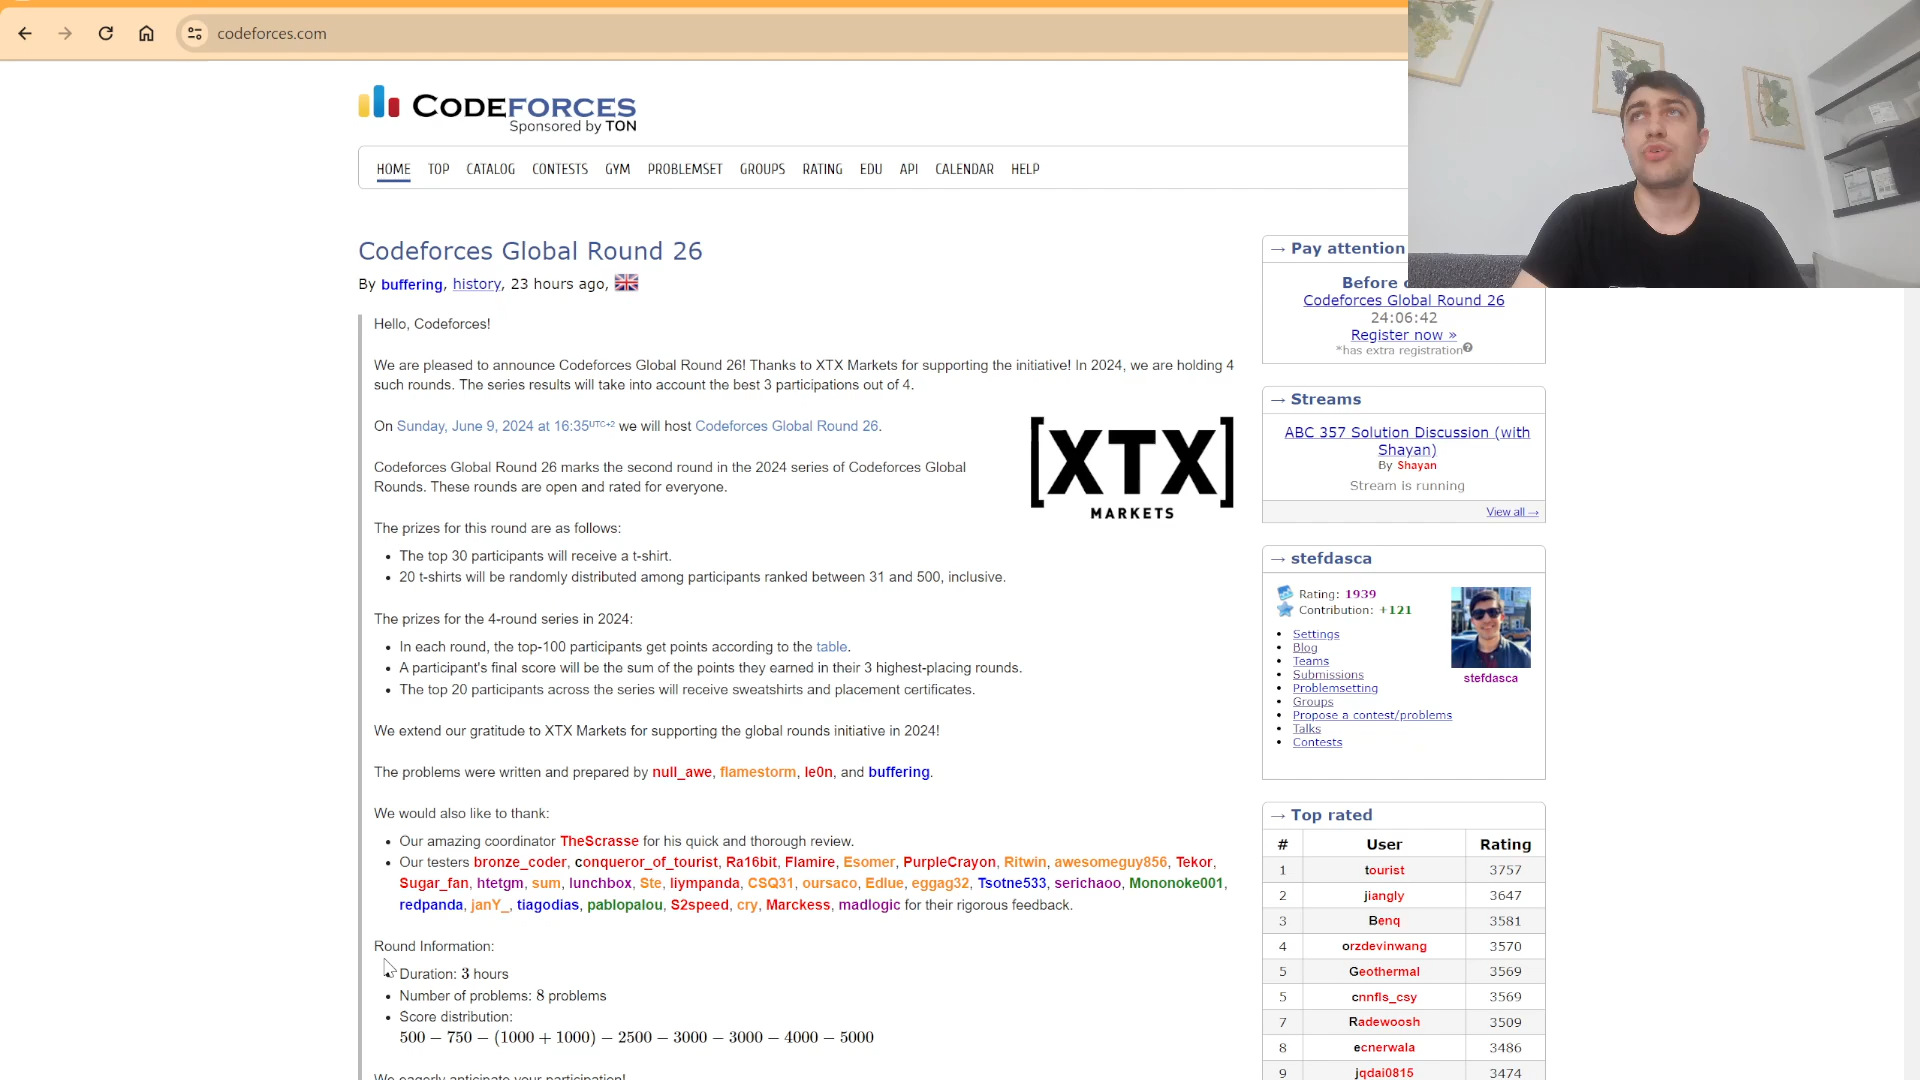 codeforces.com
CODEFORCES
Sponsored by TON
HOME TOP CATALOG CONTESTS GYM PROBLEMSET GROUPS RATING EDU API CALENDAR HELP
Codeforces Global Round 26
By buffering, history, 23 hours ago,
Hello, Codeforces!
We are pleased to announce Codeforces Global Round 26! Thanks to XTX Markets for supporting the initiative! In 2024, we are holding 4
such rounds. The series results will take into account the best 3 participations out of 4.
On Sunday, June 9, 2024 at 16:35UTC+2 we will host Codeforces Global Round 26.
Codeforces Global Round 26 marks the second round in the 2024 series of Codeforces Global
Rounds. These rounds are open and rated for everyone.
[XTX]
MARKETS
The prizes for this round are as follows:
• The top 30 participants will receive a t-shirt.
• 20 t-shirts will be randomly distributed among participants ranked between 31 and 500, inclusive.
The prizes for the 4-round series in 2024:
• In each round, the top-100 participants get points according to the table.
• A participant's final score will be the sum of the points they earned in their 3 highest-placing rounds.
• The top 20 participants across the series will receive sweatshirts and placement certificates.
We extend our gratitude to XTX Markets for supporting the global rounds initiative in 2024!
The problems were written and prepared by null_awe, flamestorm, le0n, and buffering.
We would also like to thank:
• Our amazing coordinator TheScrasse for his quick and thorough review.
• Our testers bronze_coder, conqueror_of_tourist, Ra16bit, Flamire, Esomer, PurpleCrayon, Ritwin, awesomeguy856, Tekor,
Sugar_fan, htetgm, sum, lunchbox, Ste, liympanda, CSQ31, oursaco, Edlue, eggag32, Tsotne533, serichaoo, Mononoke001,
redpanda, janY_, tiagodias, pablopalou, S2speed, cry, Marckess, madlogic for their rigorous feedback.
Round Information:
• Duration: 3 hours
• Number of problems: 8 problems
• Score distribution:
500 − 750 − (1000 + 1000) − 2500 − 3000 − 3000 − 4000 − 5000
We eagerly anticipate your participation!
→ Pay attention
Before
Codeforces Global Round 26
24:06:42
Register now »
*has extra registration
→ Streams
ABC 357 Solution Discussion (with
Shayan)
By Shayan
Stream is running
View all →
→ stefdasca
Rating: 1939
Contribution: +121
• Settings
• Blog
• Teams
• Submissions
• Problemsetting
• Groups
• Propose a contest/problems
• Talks
• Contests
stefdasca
→ Top rated
# User Rating
1 tourist 3757
2 jiangly 3647
3 Benq 3581
4 orzdevinwang 3570
5 Geothermal 3569
5 cnnfls_csy 3569
7 Radewoosh 3509
8 ecnerwala 3486
9 jqdai0815 3474